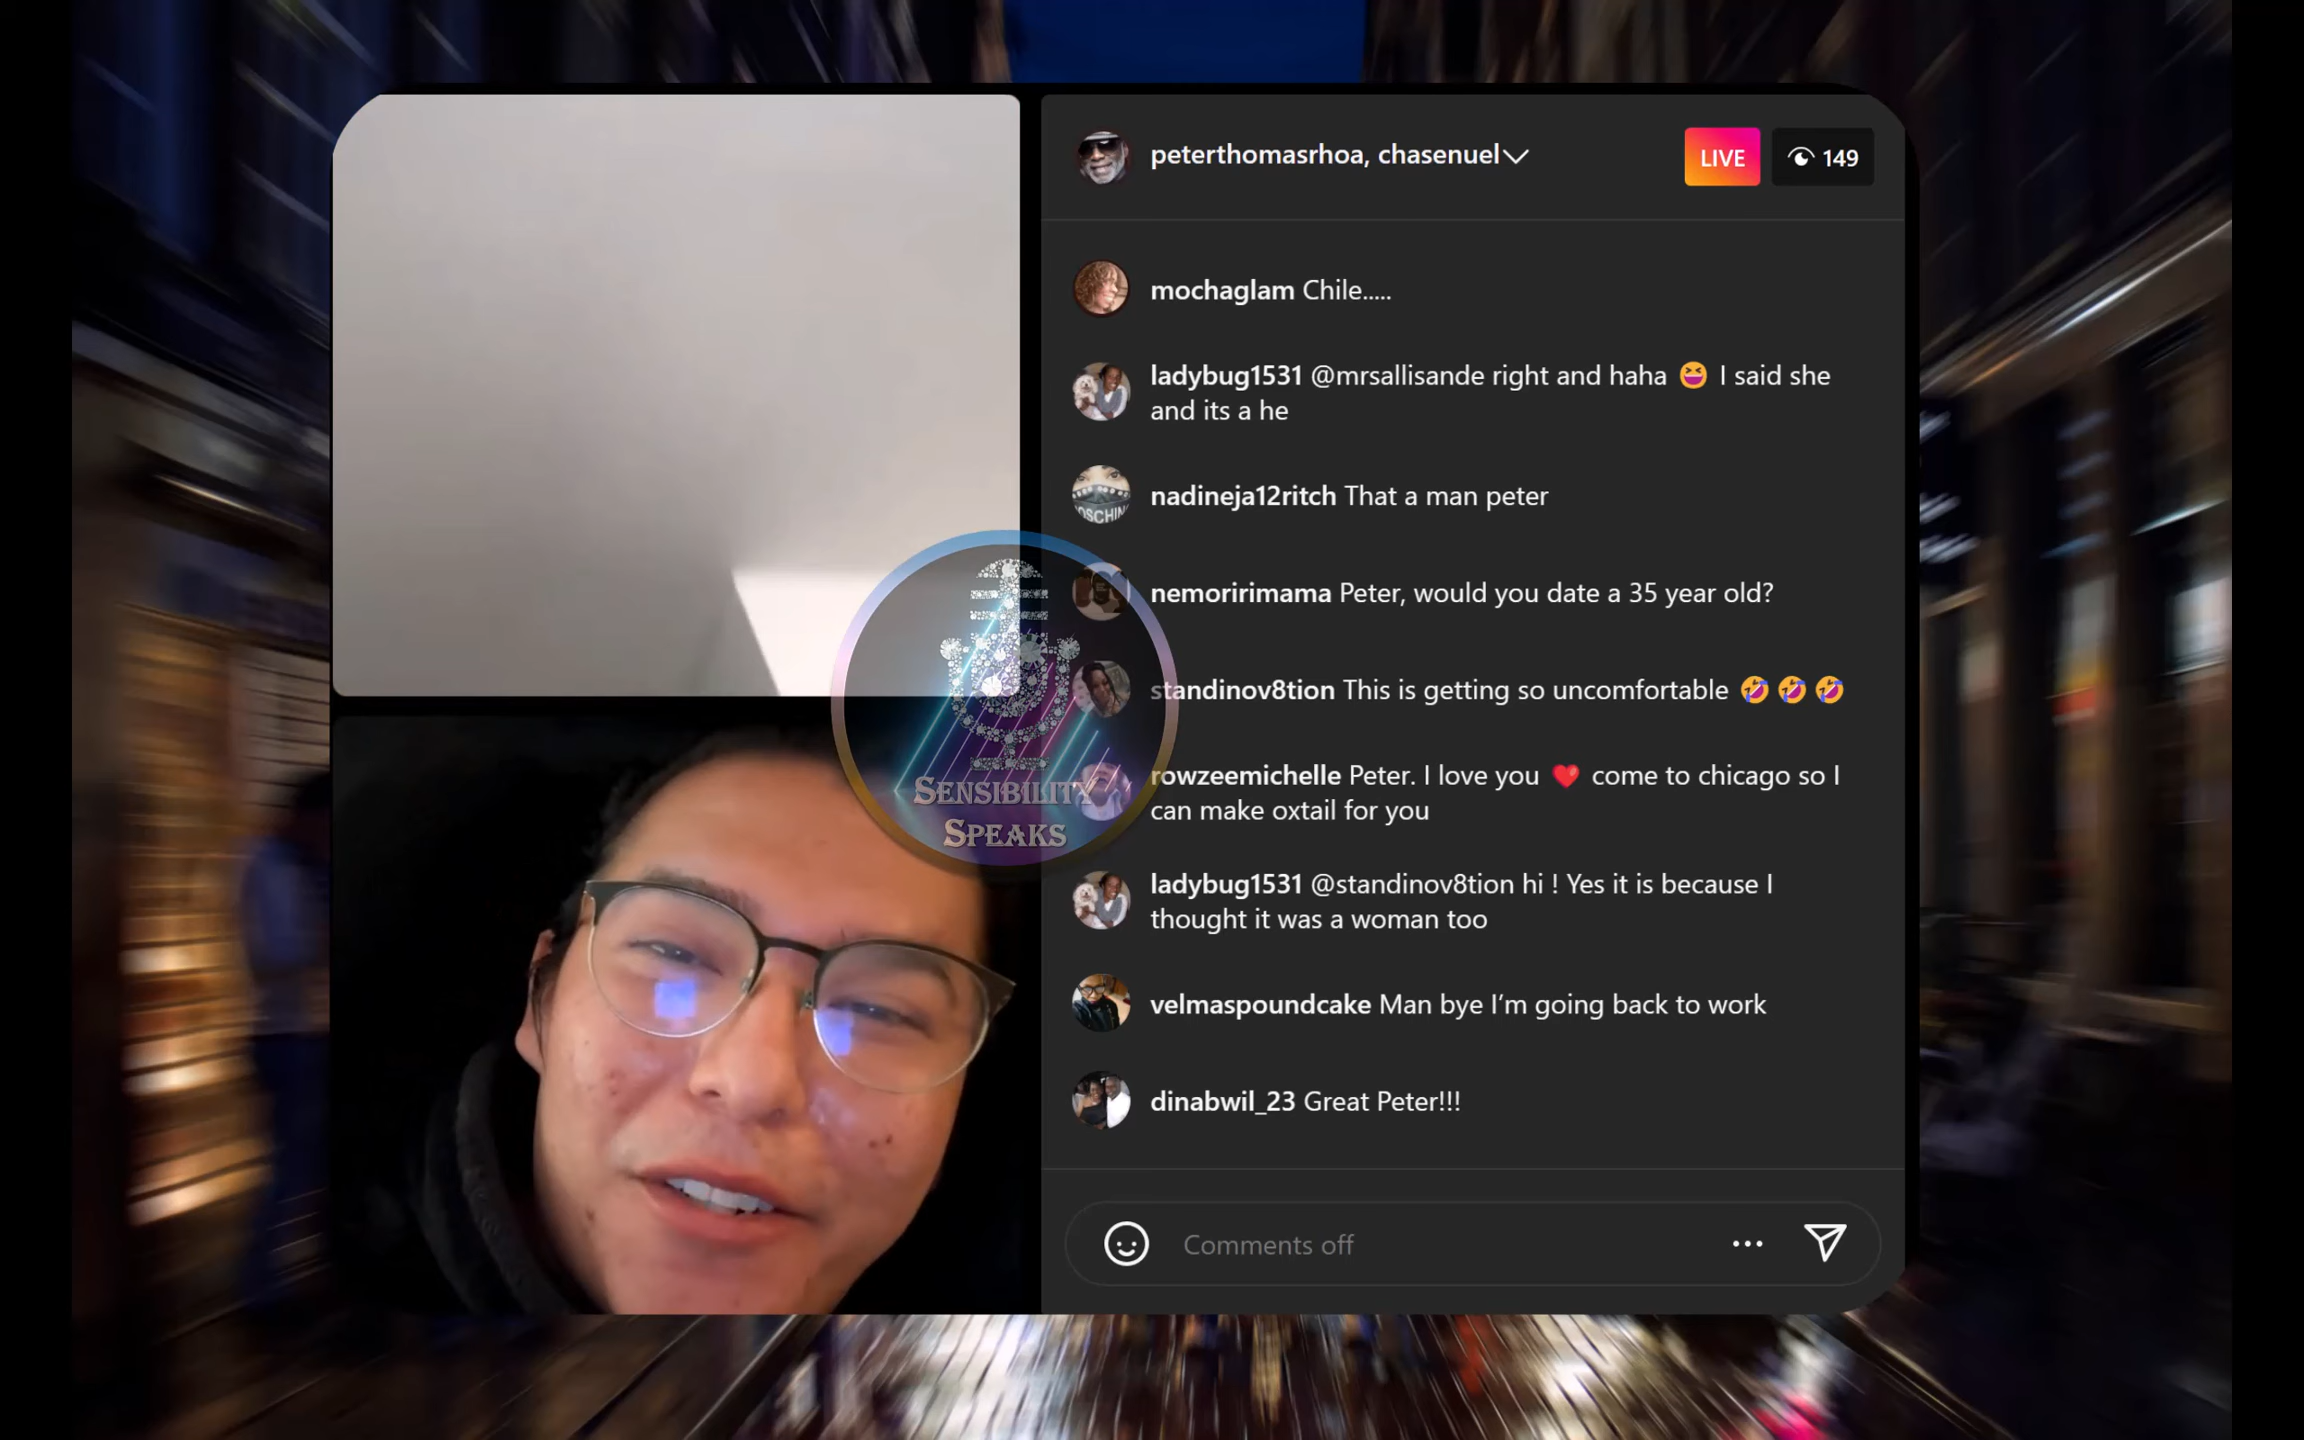 peterthomasrhoa, chasenuel
LIVE
149
mochaglam Chile.....
ladybug1531 @mrsallisande right and haha 😆 I said she
and its a he
nadineja12ritch That a man peter
OSCHIN
nemoririmama Peter, would you date a 35 year old?
standinov8tion This is getting so uncomfortable 🤣🤣🤣
rowzeemichelle Peter. I love you ❤️ come to chicago so I
can make oxtail for you
SENSIBILITY
SPEAKS
ladybug1531 @standinov8tion hi ! Yes it is because I
thought it was a woman too
velmaspoundcake Man bye I’m going back to work
dinabwil_23 Great Peter!!!
Comments off